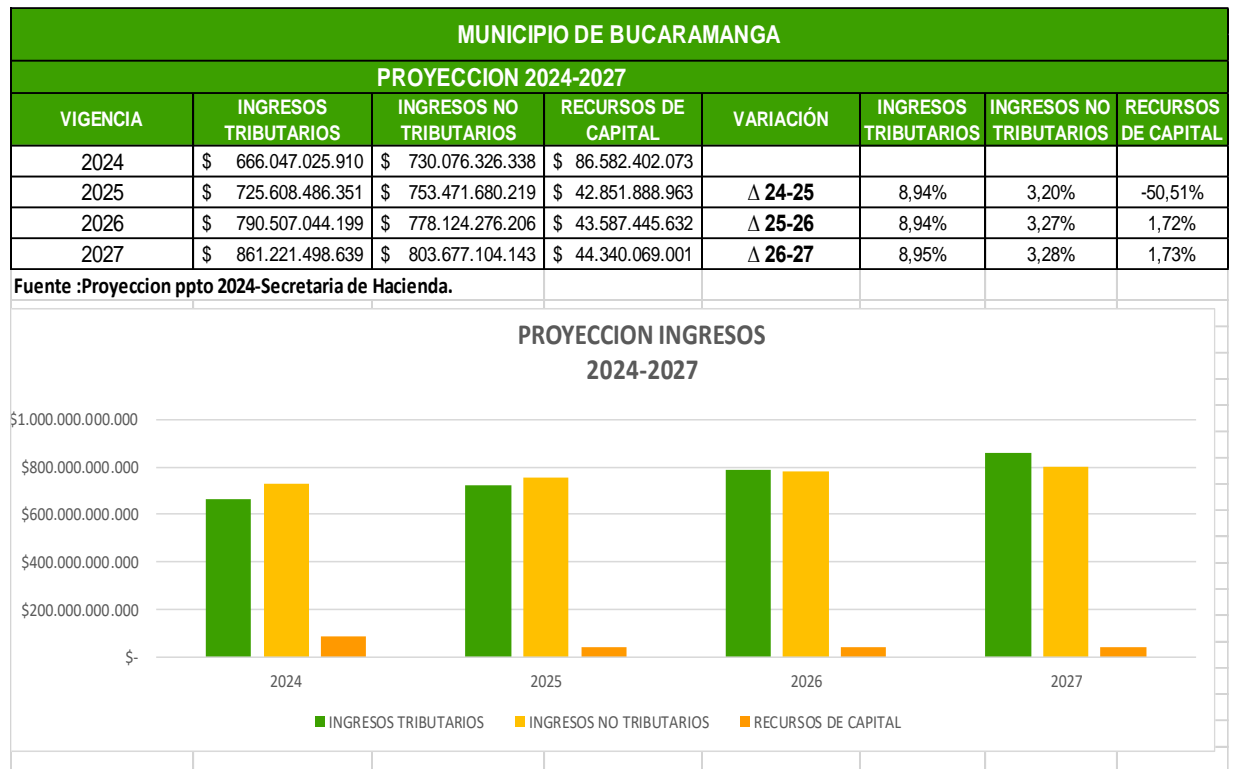 MUNICIPIO DE BUCARAMANGA
PROYECCION 2024-2027
VIGENCIA INGRESOS TRIBUTARIOS INGRESOS NO TRIBUTARIOS RECURSOS DE CAPITAL VARIACIÓN INGRESOS TRIBUTARIOS INGRESOS NO TRIBUTARIOS RECURSOS DE CAPITAL
2024 $ 666.047.025.910 $ 730.076.326.338 $ 86.582.402.073
2025 $ 725.608.486.351 $ 753.471.680.219 $ 42.851.888.963 Δ 24-25 8,94% 3,20% -50,51%
2026 $ 790.507.044.199 $ 778.124.276.206 $ 43.587.445.632 Δ 25-26 8,94% 3,27% 1,72%
2027 $ 861.221.498.639 $ 803.677.104.143 $ 44.340.069.001 Δ 26-27 8,95% 3,28% 1,73%
Fuente :Proyeccion ppto 2024-Secretaria de Hacienda.
PROYECCION INGRESOS
2024-2027
$1.000.000.000.000
$800.000.000.000
$600.000.000.000
$400.000.000.000
$200.000.000.000
$-
2024 2025 2026 2027
INGRESOS TRIBUTARIOS INGRESOS NO TRIBUTARIOS RECURSOS DE CAPITAL